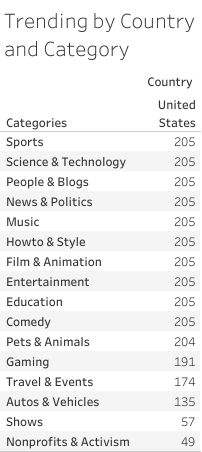 Trending by Country
and Category
Country
United
Categories States
Sports 205
Science & Technology 205
People & Blogs 205
News & Politics 205
Music 205
Howto & Style 205
Film & Animation 205
Entertainment 205
Education 205
Comedy 205
Pets & Animals 204
Gaming 191
Travel & Events 174
Autos & Vehicles 135
Shows 57
Nonprofits & Activism 49